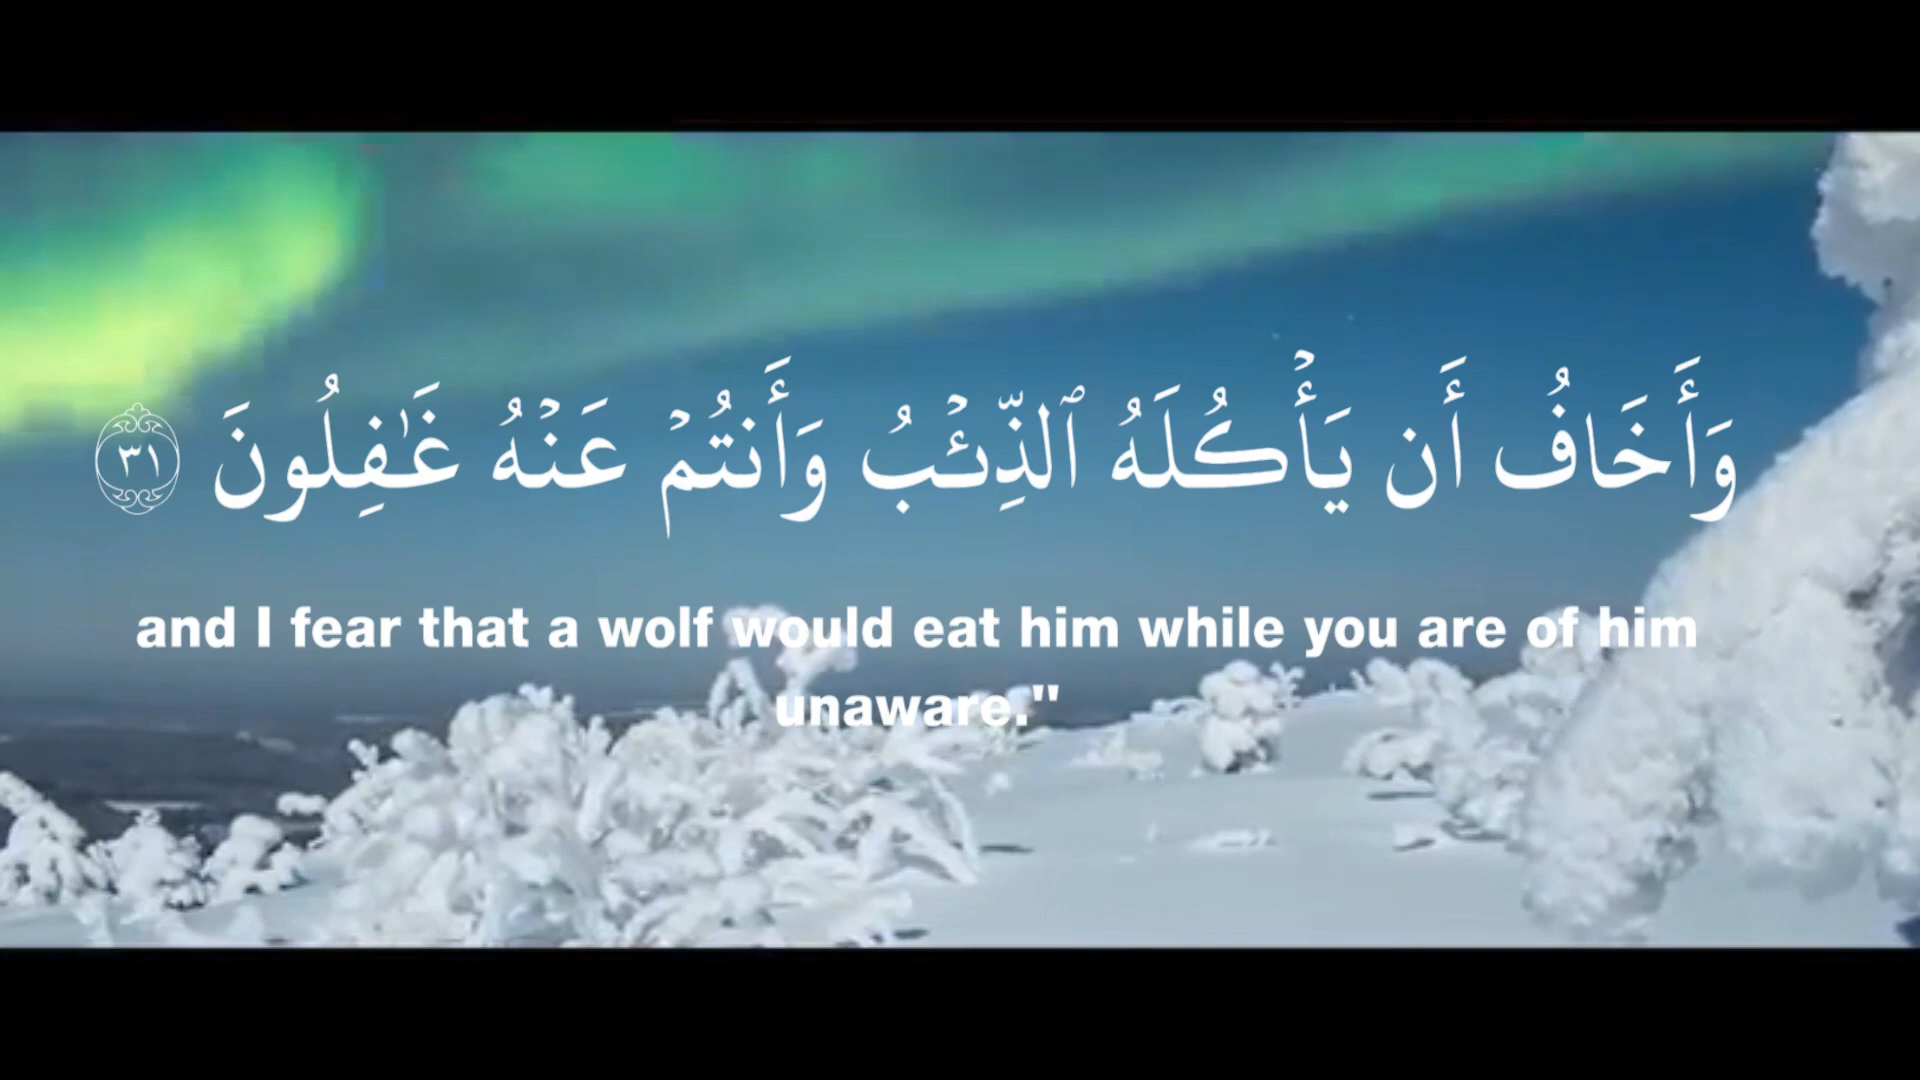 وَأَخَافُ أَن يَأۡكُلَهُ ٱلذِّئۡبُ وَأَنتُمۡ عَنۡهُ غَٰفِلُونَ ٣١
and I fear that a wolf would eat him while you are of him
unaware."